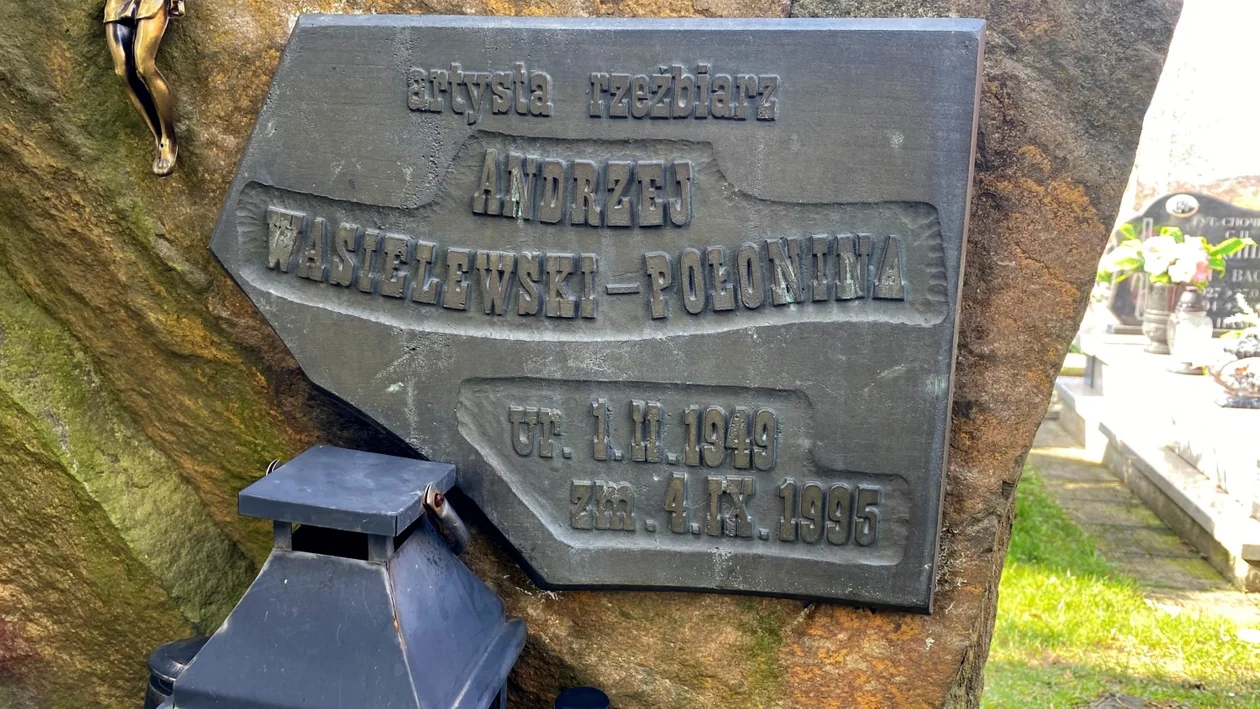 artysta rzeźbiarz
ANDRZEJ
WASIELEWSKI-POŁONINA
ur. 1.II.1949
zm. 4.IX.1995